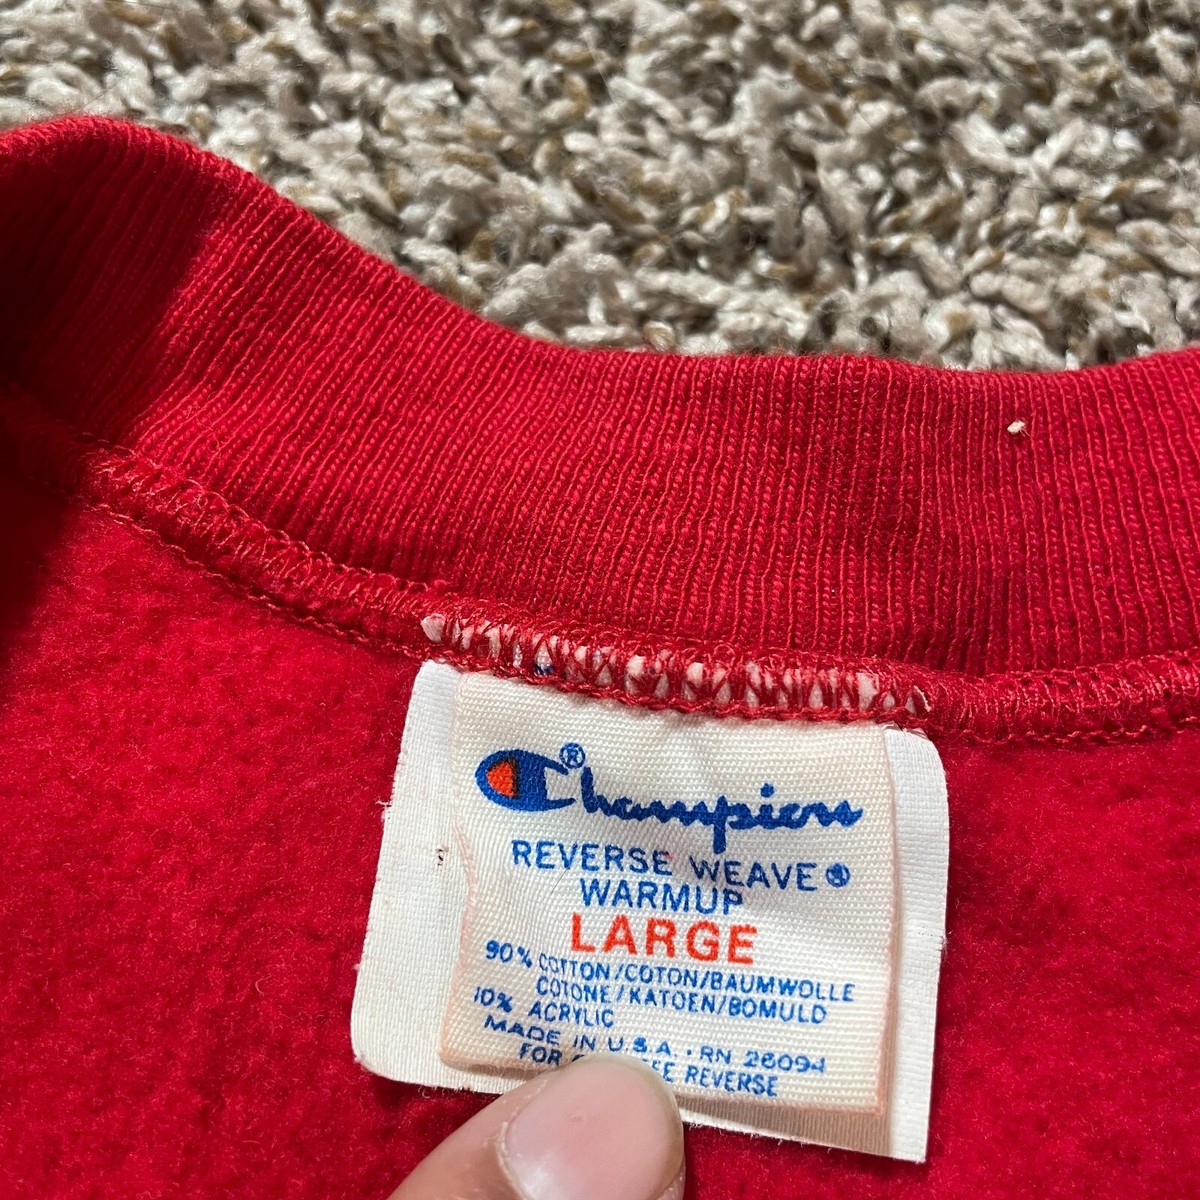 Champion®
REVERSE WEAVE®
WARMUP
LARGE
90% COTTON/COTON/BAUMWOLLE
COTONE/KATOEN/BOMULD
10% ACRYLIC
MADE IN U.S.A. · RN 26094
FOR REVERSE